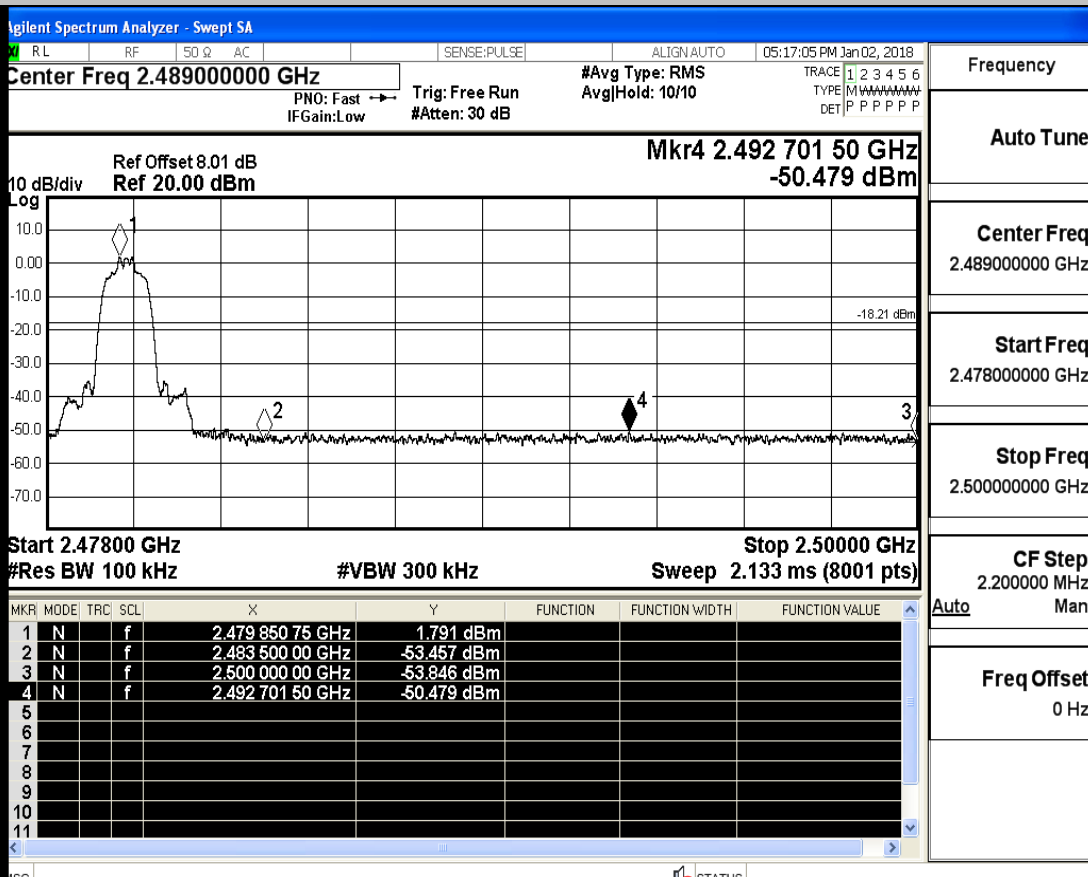 Agilent Spectrum Analyzer - Swept SA
RL RF 50 Ω AC SENSE:PULSE ALIGNAUTO 05:17:05 PM Jan 02, 2018
Center Freq 2.489000000 GHz
PNO: Fast
IFGain:Low
Trig: Free Run
#Atten: 30 dB
#Avg Type: RMS
Avg|Hold: 10/10
TRACE 1 2 3 4 5 6
TYPE M WWWWW
DET P P P P P P
Mkr4 2.492 701 50 GHz
-50.479 dBm
Ref Offset 8.01 dB
10 dB/div Ref 20.00 dBm
Log
10.0
0.00
-10.0
-20.0
-30.0
-40.0
-50.0
-60.0
-70.0
1
2
4
3
-18.21 dBm
Start 2.47800 GHz Stop 2.50000 GHz
#Res BW 100 kHz #VBW 300 kHz Sweep 2.133 ms (8001 pts)
MKR MODE TRC SCL X Y FUNCTION FUNCTION WIDTH FUNCTION VALUE
1 N f 2.479 850 75 GHz 1.791 dBm
2 N f 2.483 500 00 GHz -53.457 dBm
3 N f 2.500 000 00 GHz -53.846 dBm
4 N f 2.492 701 50 GHz -50.479 dBm
5
6
7
8
9
10
11
STATUS
Frequency
Auto Tune
Center Freq
2.489000000 GHz
Start Freq
2.478000000 GHz
Stop Freq
2.500000000 GHz
CF Step
2.200000 MHz
Auto Man
Freq Offset
0 Hz